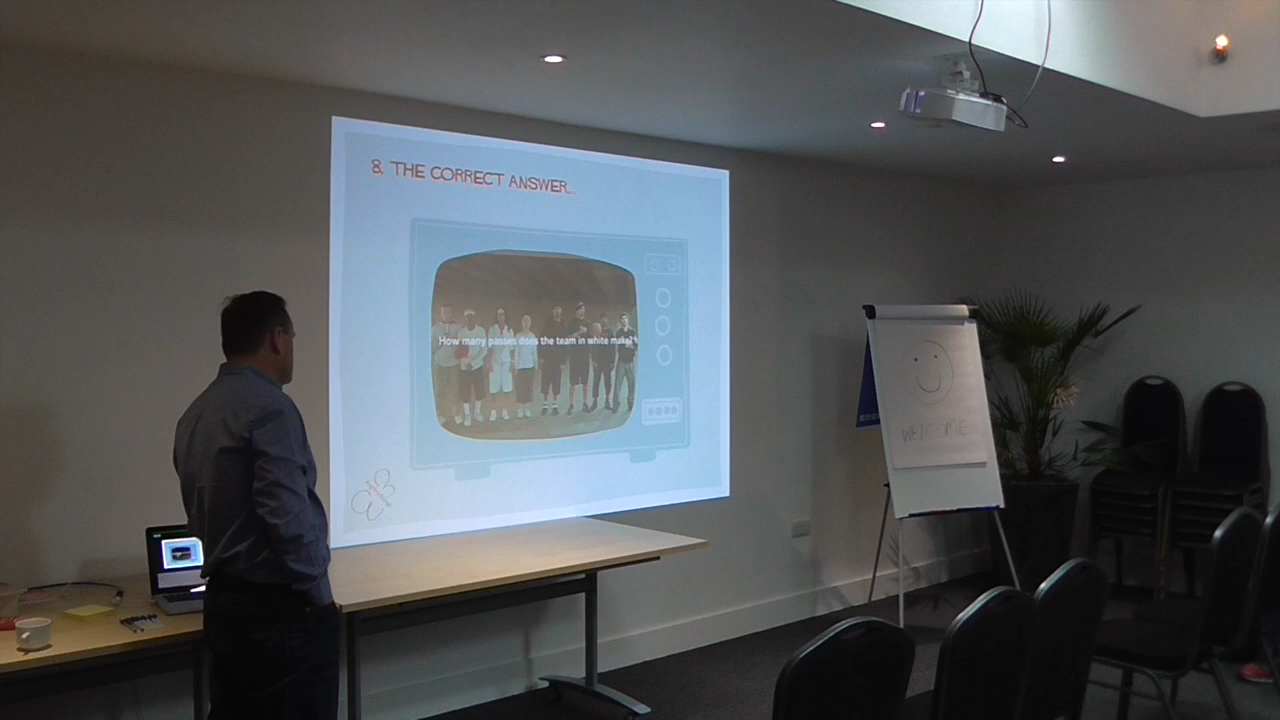 8. THE CORRECT ANSWER...
How many passes does the team in white make?
WELCOME